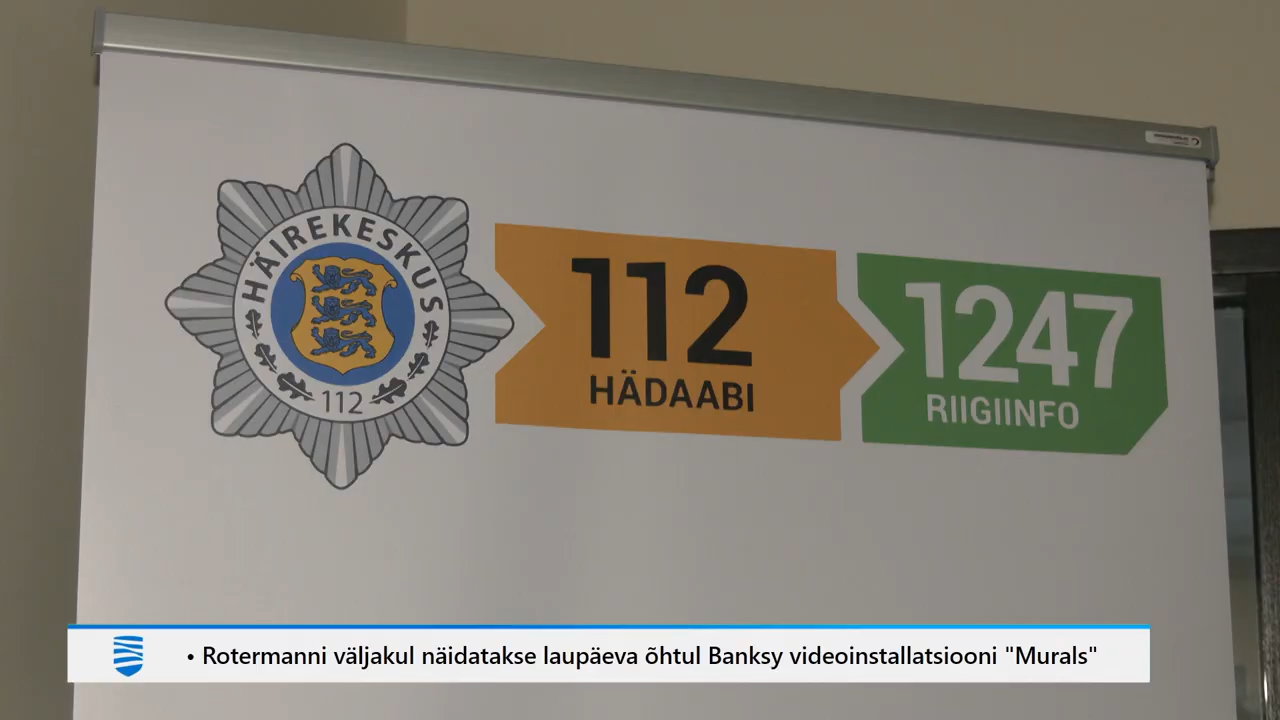 HÄIREKESKUS
112
112
HÄDAABI
1247
RIIGIINFO
• Rotermanni väljakul näidatakse laupäeva õhtul Banksy videoinstallatsiooni "Murals"